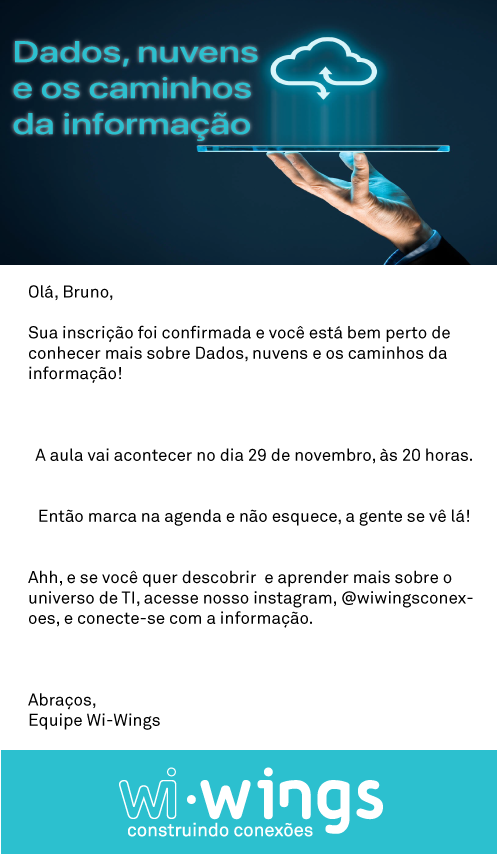 Dados, nuvens
e os caminhos
da informação
Olá, Bruno,
Sua inscrição foi confirmada e você está bem perto de
conhecer mais sobre Dados, nuvens e os caminhos da
informação!
A aula vai acontecer no dia 29 de novembro, às 20 horas.
Então marca na agenda e não esquece, a gente se vê lá!
Ahh, e se você quer descobrir  e aprender mais sobre o
universo de TI, acesse nosso instagram, @wiwingsconex-
oes, e conecte-se com a informação.
Abraços,
Equipe Wi-Wings
wi·wings
construindo conexões